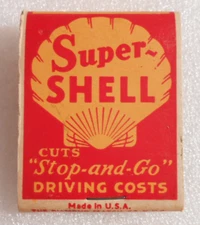 Super~
SHELL
CUTS
"Stop-and-Go"
DRIVING COSTS
Made in U.S.A.